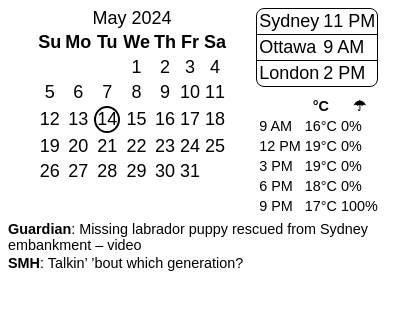 May 2024
Su Mo Tu We Th Fr Sa
1 2 3 4
5 6 7 8 9 10 11
12 13 14 15 16 17 18
19 20 21 22 23 24 25
26 27 28 29 30 31
Sydney 11 PM
Ottawa 9 AM
London 2 PM
°C ☂
9 AM 16°C 0%
12 PM 19°C 0%
3 PM 19°C 0%
6 PM 18°C 0%
9 PM 17°C 100%
Guardian: Missing labrador puppy rescued from Sydney
embankment – video
SMH: Talkin’ ’bout which generation?